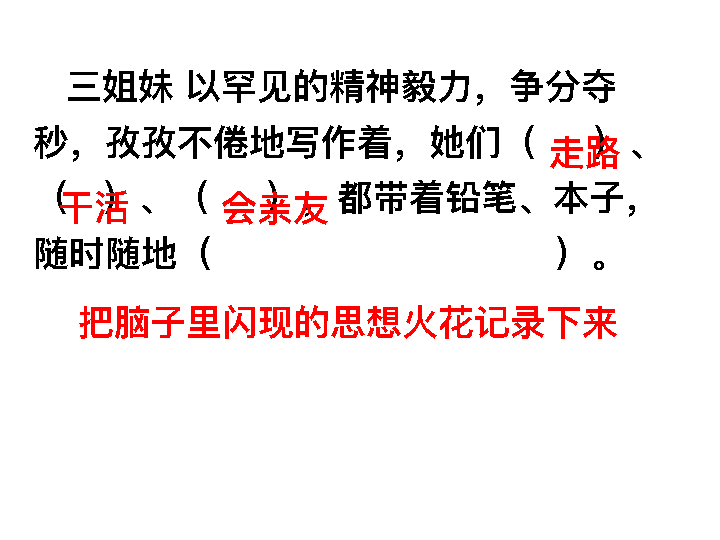 三姐妹 以罕见的精神毅力，争分夺
秒，孜孜不倦地写作着，她们（ 走路 ）、
（ 干活 ）、（ 会亲友 ），都带着铅笔、本子，
随时随地（ ）。
把脑子里闪现的思想火花记录下来